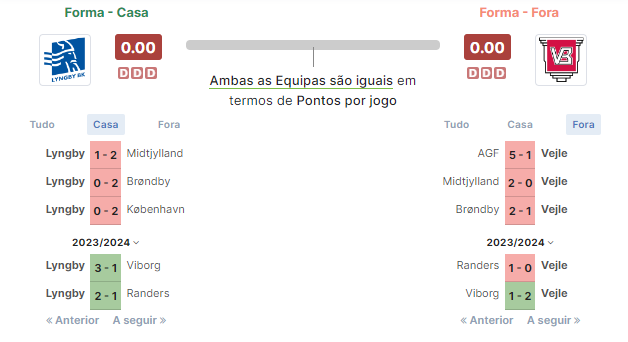 Forma - Casa
Forma - Fora
LYNGBY BK
0.00
D D D
0.00
D D D
VB
Ambas as Equipas são iguais em
termos de Pontos por jogo
Tudo Casa Fora
Tudo Casa Fora
Lyngby 1 - 2 Midtjylland
Lyngby 0 - 2 Brøndby
Lyngby 0 - 2 København
2023/2024
Lyngby 3 - 1 Viborg
Lyngby 2 - 1 Randers
« Anterior A seguir »
AGF 5 - 1 Vejle
Midtjylland 2 - 0 Vejle
Brøndby 2 - 1 Vejle
2023/2024
Randers 1 - 0 Vejle
Viborg 1 - 2 Vejle
« Anterior A seguir »